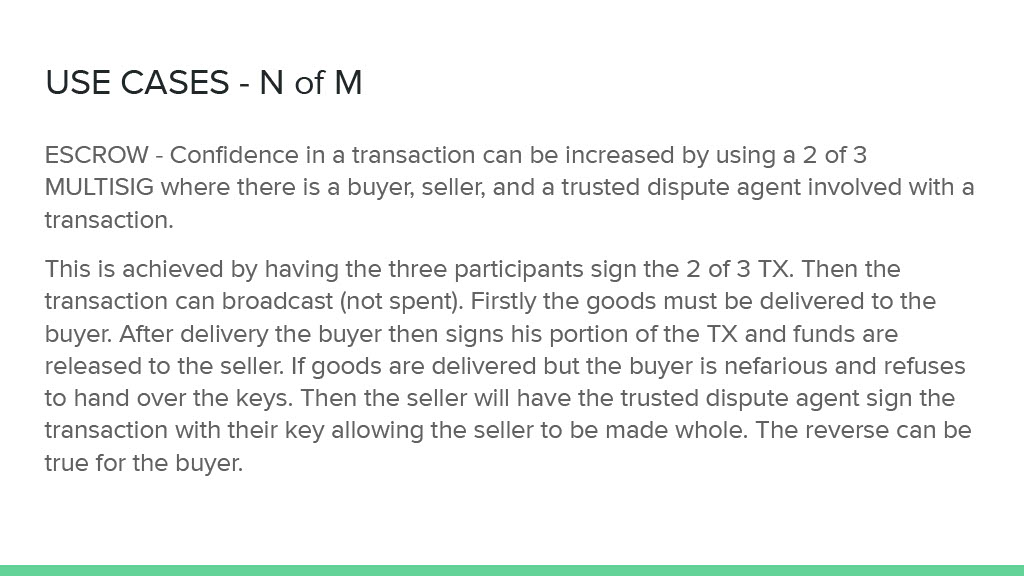 USE CASES - N of M
ESCROW - Confidence in a transaction can be increased by using a 2 of 3
MULTISIG where there is a buyer, seller, and a trusted dispute agent involved with a
transaction.
This is achieved by having the three participants sign the 2 of 3 TX. Then the
transaction can broadcast (not spent). Firstly the goods must be delivered to the
buyer. After delivery the buyer then signs his portion of the TX and funds are
released to the seller. If goods are delivered but the buyer is nefarious and refuses
to hand over the keys. Then the seller will have the trusted dispute agent sign the
transaction with their key allowing the seller to be made whole. The reverse can be
true for the buyer.